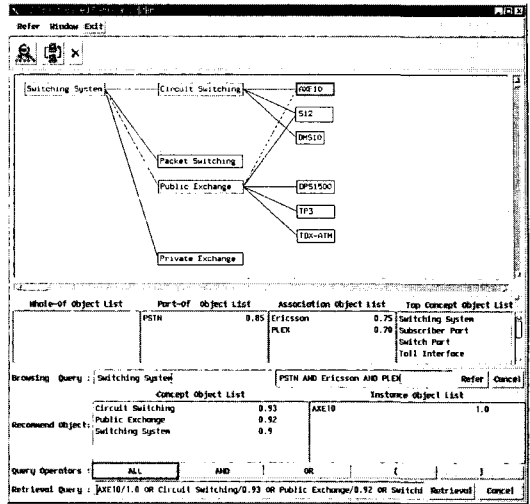 Refer Window Exit
Switching System
Circuit Switching
AXE10
S12
DMS10
Packet Switching
Public Exchange
DPS1500
TP3
TDX-ATM
Private Exchange
Whole-Of Object List Part-Of Object List Association Object List Top Concept Object List
PSTN 0.85 Ericsson 0.75 Switching System
PLEX 0.70 Subscriber Part
Switch Part
Toll Interface
Browsing Query : Switching System PSTN AND Ericsson AND PLEX Refer Cancel
Concept Object List Instance Object List
Recommend Object:
Circuit Switching 0.93 AXE10 1.0
Public Exchange 0.92
Switching System 0.9
Query Operators : ALL AND OR ( )
Retrieval Query : AXE10/1.0 OR Circuit Switching/0.93 OR Public Exchange/0.92 OR Switchi Retrieval Cancel